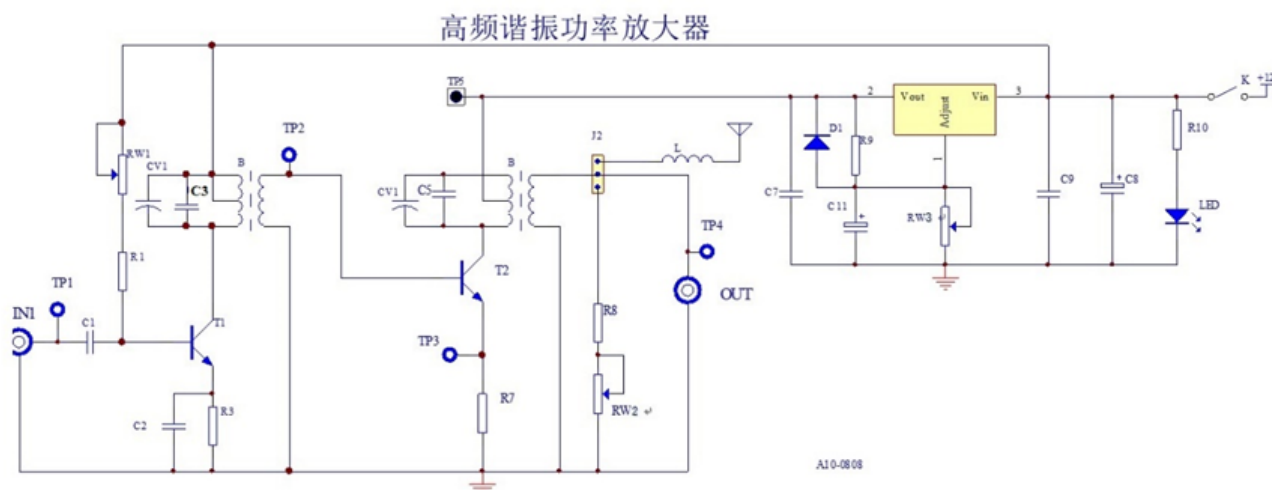 高频谐振功率放大器
TP5
2
Vout
Vin
Adjust
3
K
+12
TP2
J2
D1
R9
1
R10
RW1
CV1
C3
B
B
L
CV1
C5
C7
C11
RW3
C9
C8
LED
R1
T2
TP4
TP1
IN1
C1
T1
OUT
TP3
R8
C2
R3
R7
RW2
A10-0808